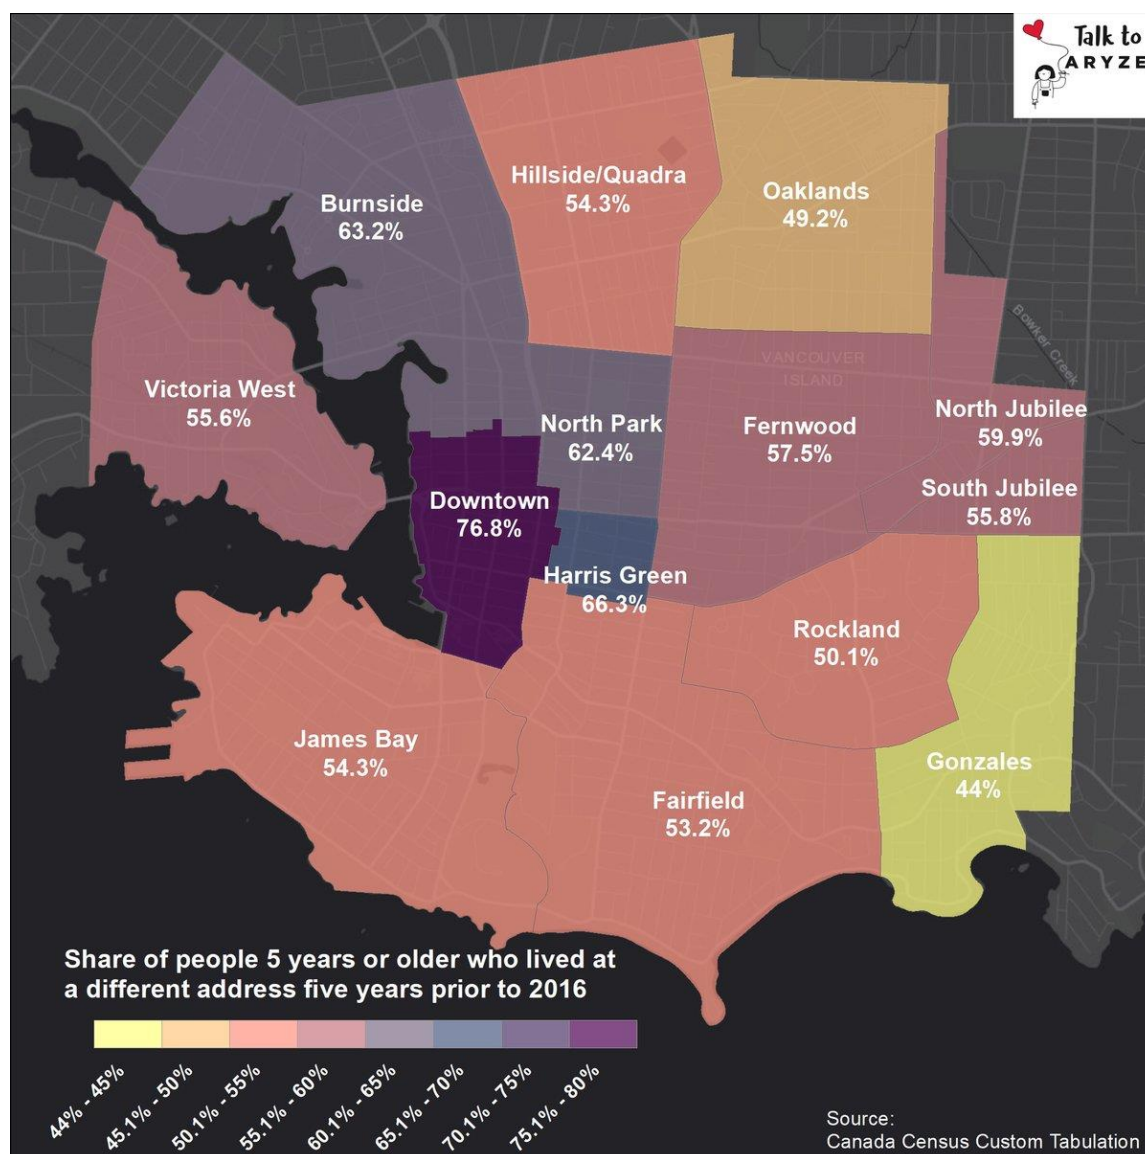 Talk to
ARYZE
Hillside/Quadra
54.3%
Oaklands
49.2%
Burnside
63.2%
VANCOUVER
ISLAND
Bowker Creek
Victoria West
55.6%
North Park
62.4%
Fernwood
57.5%
North Jubilee
59.9%
South Jubilee
55.8%
Downtown
76.8%
Harris Green
66.3%
Rockland
50.1%
James Bay
54.3%
Fairfield
53.2%
Gonzales
44%
Share of people 5 years or older who lived at
a different address five years prior to 2016
44% - 45%
45.1% - 50%
50.1% - 55%
55.1% - 60%
60.1% - 65%
65.1% - 70%
70.1% - 75%
75.1% - 80%
Source:
Canada Census Custom Tabulation